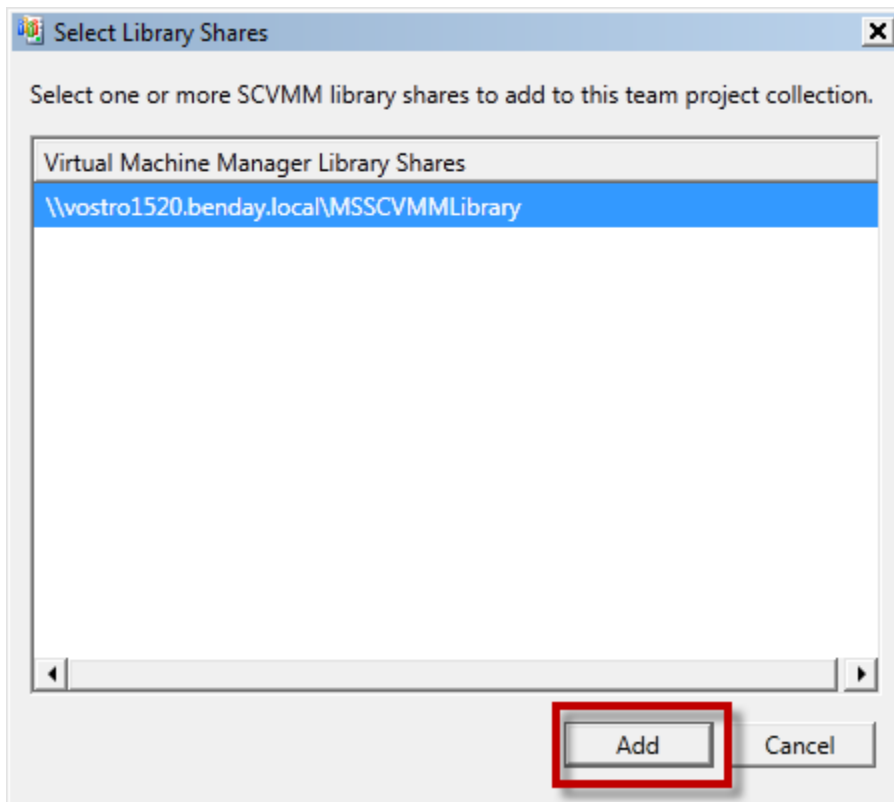 Select Library Shares
Select one or more SCVMM library shares to add to this team project collection.
Virtual Machine Manager Library Shares
\\vostro1520.benday.local\MSSCVMMLibrary
Add
Cancel